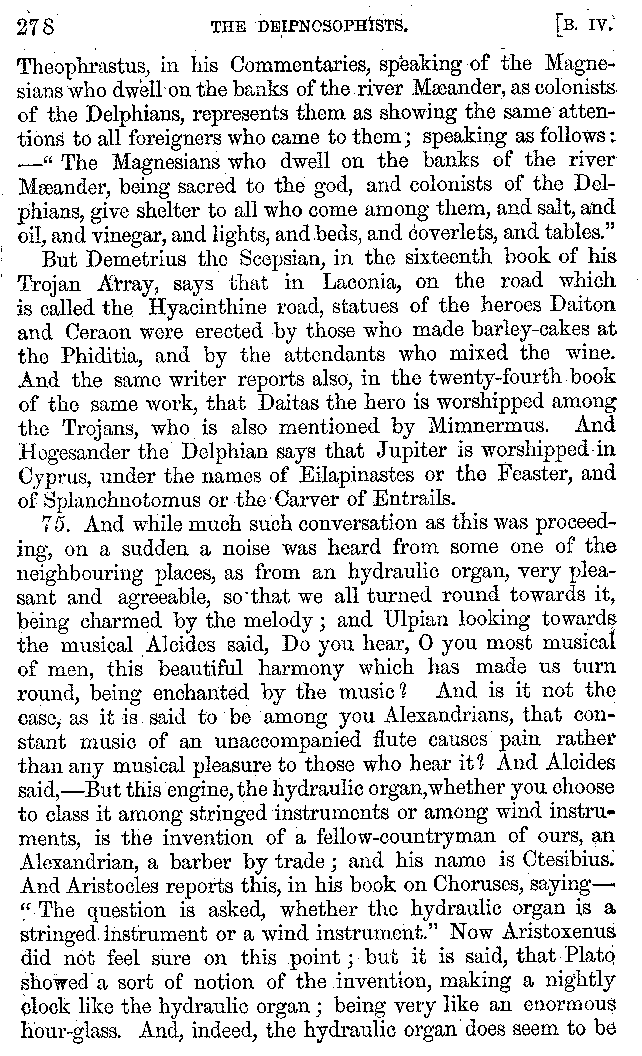 278 THE DEIPNOSOPHISTS. [B. IV.
Theophrastus, in his Commentaries, speaking of the Magne-
sians who dwell on the banks of the river Mæander, as colonists
of the Delphians, represents them as showing the same atten-
tions to all foreigners who came to them; speaking as follows:
—“ The Magnesians who dwell on the banks of the river
Mæander, being sacred to the god, and colonists of the Del-
phians, give shelter to all who come among them, and salt, and
oil, and vinegar, and lights, and beds, and coverlets, and tables.”
But Demetrius the Scepsian, in the sixteenth book of his
Trojan Array, says that in Laconia, on the road which
is called the Hyacinthine road, statues of the heroes Daiton
and Ceraon were erected by those who made barley-cakes at
the Phiditia, and by the attendants who mixed the wine.
And the same writer reports also, in the twenty-fourth book
of the same work, that Daitas the hero is worshipped among
the Trojans, who is also mentioned by Mimnermus. And
Hegesander the Delphian says that Jupiter is worshipped in
Cyprus, under the names of Eilapinastes or the Feaster, and
of Splanchnotomus or the Carver of Entrails.
75. And while much such conversation as this was proceed-
ing, on a sudden a noise was heard from some one of the
neighbouring places, as from an hydraulic organ, very plea-
sant and agreeable, so that we all turned round towards it,
being charmed by the melody; and Ulpian looking towards
the musical Alcides said, Do you hear, O you most musical
of men, this beautiful harmony which has made us turn
round, being enchanted by the music? And is it not the
case, as it is said to be among you Alexandrians, that con-
stant music of an unaccompanied flute causes pain rather
than any musical pleasure to those who hear it? And Alcides
said,—But this engine, the hydraulic organ, whether you choose
to class it among stringed instruments or among wind instru-
ments, is the invention of a fellow-countryman of ours, an
Alexandrian, a barber by trade; and his name is Ctesibius.
And Aristocles reports this, in his book on Choruses, saying—
“ The question is asked, whether the hydraulic organ is a
stringed instrument or a wind instrument.” Now Aristoxenus
did not feel sure on this point; but it is said, that Plato
showed a sort of notion of the invention, making a nightly
clock like the hydraulic organ; being very like an enormous
hour-glass. And, indeed, the hydraulic organ does seem to be